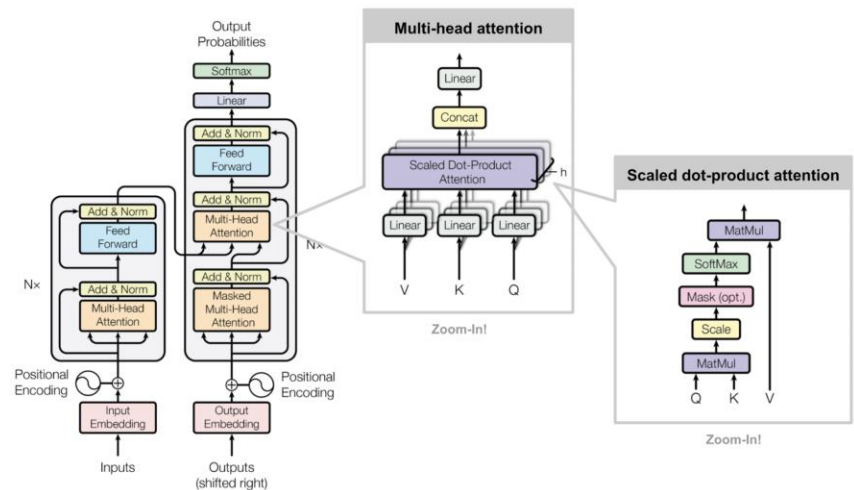 Output
Probabilities
Softmax
Linear
Add & Norm
Feed
Forward
Add & Norm
Multi-Head
Attention
Add & Norm
Masked
Multi-Head
Attention
Nx
Positional
Encoding
Output
Embedding
Outputs
(shifted right)
Add & Norm
Feed
Forward
Add & Norm
Multi-Head
Attention
Nx
Positional
Encoding
Input
Embedding
Inputs
Multi-head attention
Linear
Concat
Scaled Dot-Product
Attention
h
Linear
Linear
Linear
V
K
Q
Zoom-In!
Scaled dot-product attention
MatMul
SoftMax
Mask (opt.)
Scale
MatMul
Q
K
V
Zoom-In!